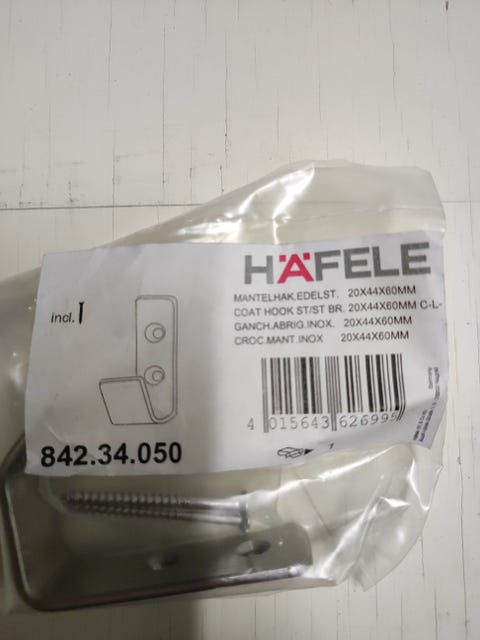 HÄFELE
incl.
MANTELHAK.EDELST. 20X44X60MM
COAT HOOK ST/ST BR. 20X44X60MM C-L-
GANCH.ABRIG.INOX. 20X44X60MM
CROC.MANT.INOX 20X44X60MM
4 015643 626995
842.34.050
1